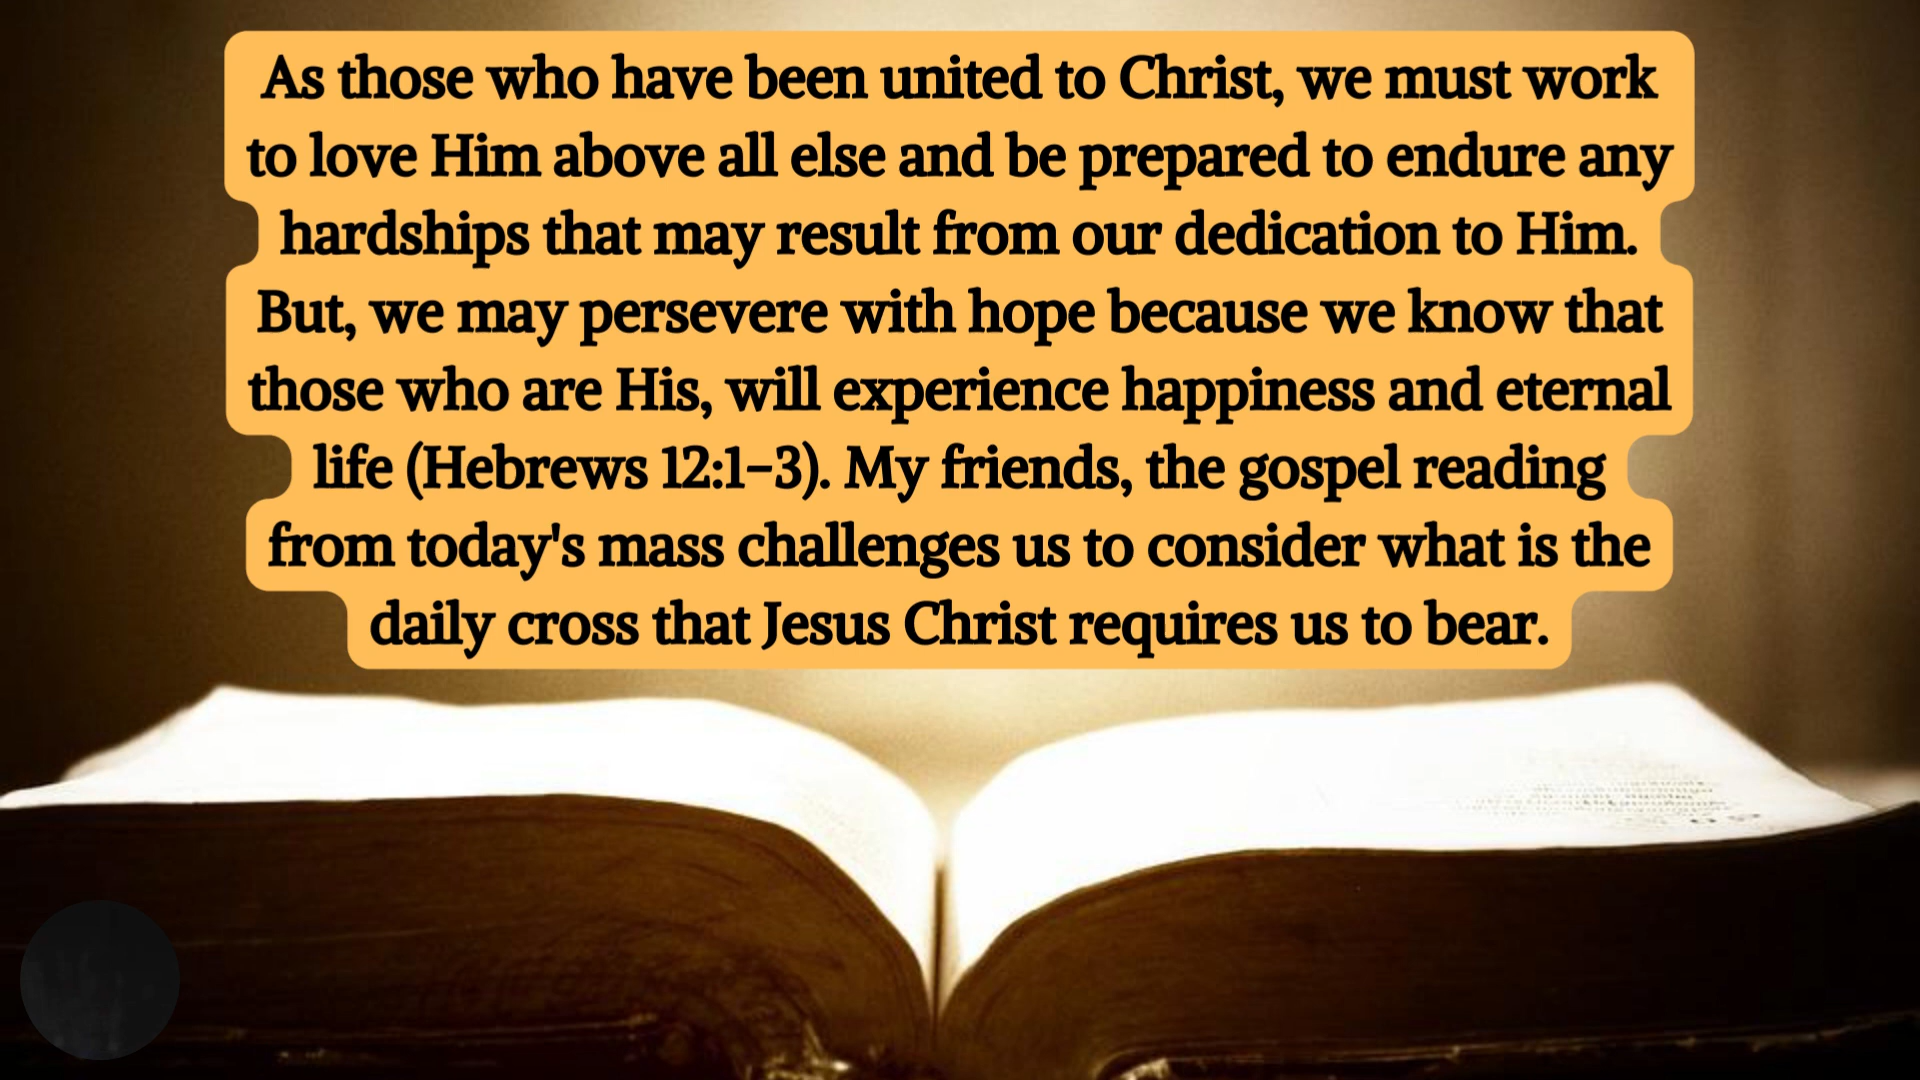 As those who have been united to Christ, we must work
to love Him above all else and be prepared to endure any
hardships that may result from our dedication to Him.
But, we may persevere with hope because we know that
those who are His, will experience happiness and eternal
life (Hebrews 12:1–3). My friends, the gospel reading
from today's mass challenges us to consider what is the
daily cross that Jesus Christ requires us to bear.